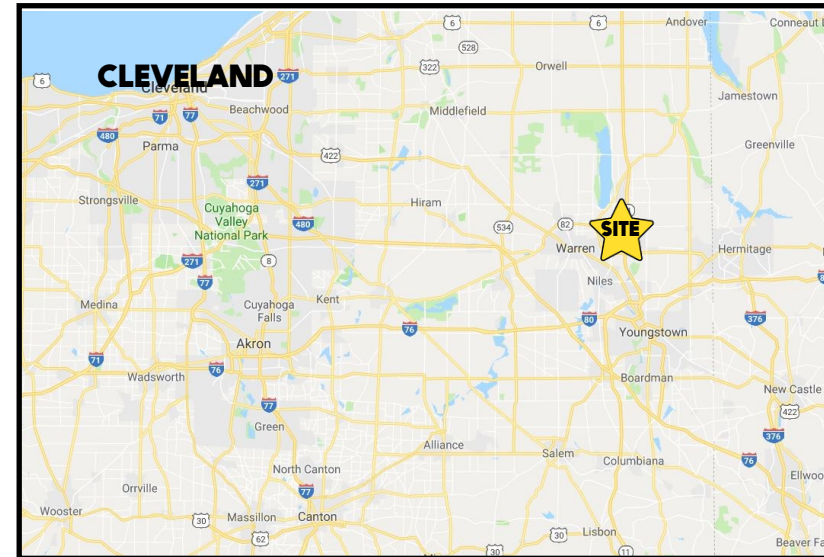 6
6
Andover
Conneaut L
528
CLEVELAND
271
322
Orwell
6
Cleveland
Jamestown
Beachwood
Middlefield
71
77
480
Parma
422
Greenville
271
Strongsville
Hiram
Cuyahoga
Valley
National Park
480
534
82
SITE
Warren
Hermitage
271
8
77
Niles
Medina
Cuyahoga
Falls
Kent
76
80
376
Youngstown
Akron
71
76
Wadsworth
Boardman
77
New Castle
422
Green
376
Alliance
Salem
Columbiana
76
North Canton
Ellwoo
Orrville
77
Wooster
30
Massillon
Canton
62
30
Lisbon
30
11
Beaver Fa